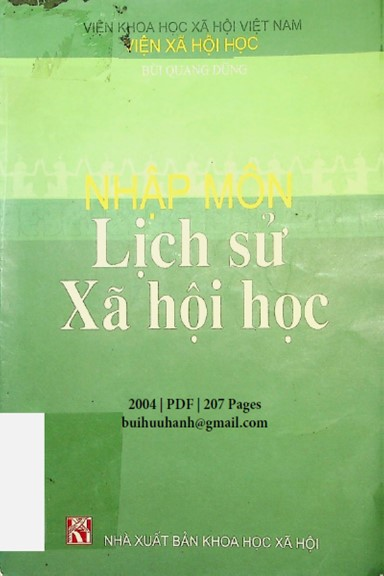 VIỆN KHOA HỌC XÃ HỘI VIỆT NAM
VIỆN XÃ HỘI HỌC
BÙI QUANG DŨNG
NHẬP MÔN
Lịch sử
Xã hội học
2004 | PDF | 207 Pages
buihuuhanh@gmail.com
NHÀ XUẤT BẢN KHOA HỌC XÃ HỘI